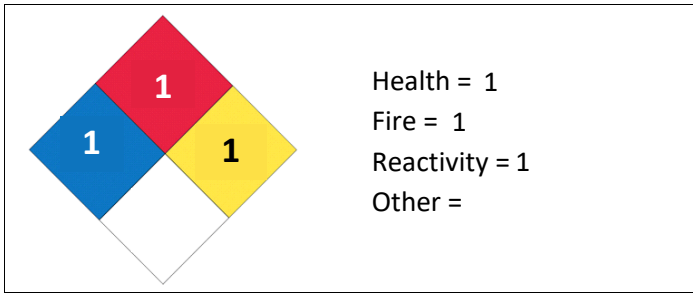 1
1
1
Health = 1
Fire = 1
Reactivity = 1
Other =